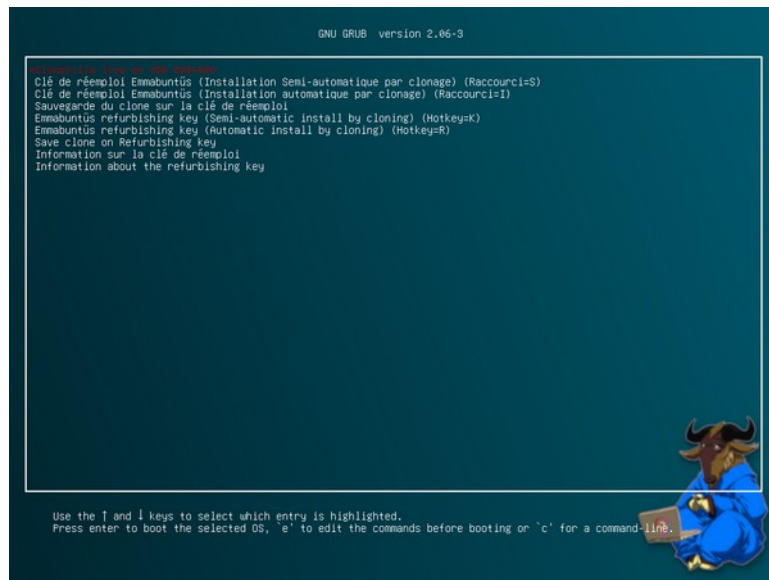 GNU GRUB version 2.06-3
Clé de réemploi Emmabuntüs (Installation Semi-automatique par clonage) (Raccourci=S)
Clé de réemploi Emmabuntüs (Installation automatique par clonage) (Raccourci=I)
Sauvegarde du clone sur la clé de réemploi
Emmabuntüs refurbishing key (Semi-automatic install by cloning) (Hotkey=K)
Emmabuntüs refurbishing key (Automatic install by cloning) (Hotkey=R)
Save clone on Refurbishing key
Information sur la clé de réemploi
Information about the refurbishing key
Use the ↑ and ↓ keys to select which entry is highlighted.
Press enter to boot the selected OS, `e' to edit the commands before booting or `c' for a command-line.